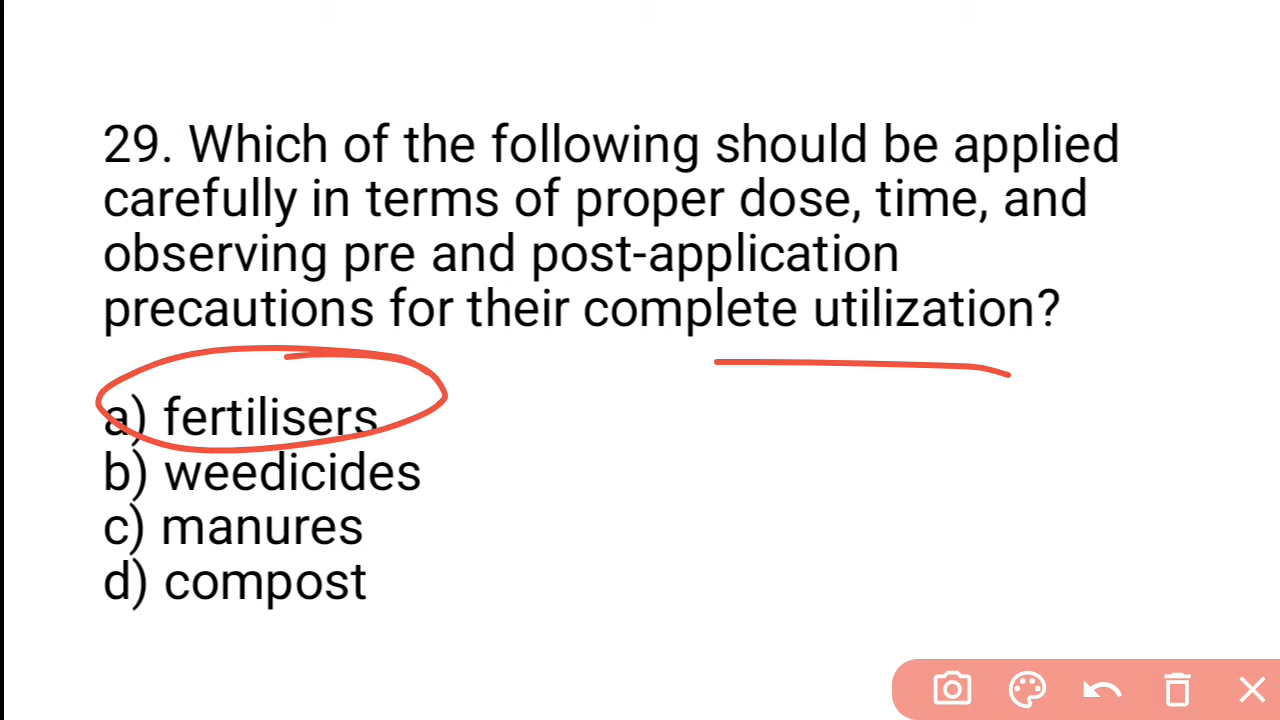 29. Which of the following should be applied
carefully in terms of proper dose, time, and
observing pre and post-application
precautions for their complete utilization?
a) fertilisers
b) weedicides
c) manures
d) compost